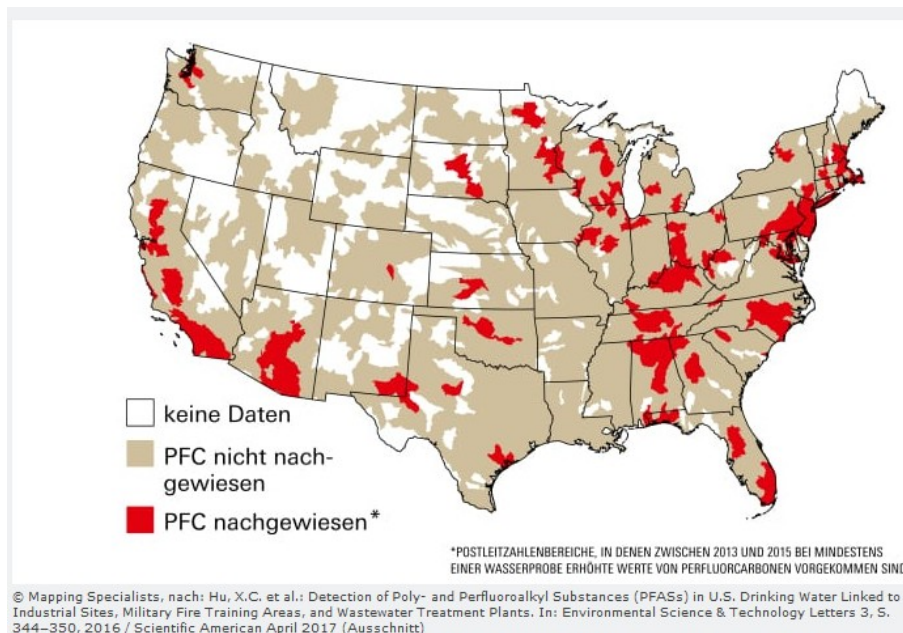 keine Daten
PFC nicht nach-
gewiesen
PFC nachgewiesen*
*POSTLEITZAHLENBEREICHE, IN DENEN ZWISCHEN 2013 UND 2015 BEI MINDESTENS
EINER WASSERPROBE ERHÖHTE WERTE VON PERFLUORCARBONEN VORGEKOMMEN SIND
© Mapping Specialists, nach: Hu, X.C. et al.: Detection of Poly- and Perfluoroalkyl Substances (PFASs) in U.S. Drinking Water Linked to
Industrial Sites, Military Fire Training Areas, and Wastewater Treatment Plants. In: Environmental Science & Technology Letters 3, S.
344–350, 2016 / Scientific American April 2017 (Ausschnitt)